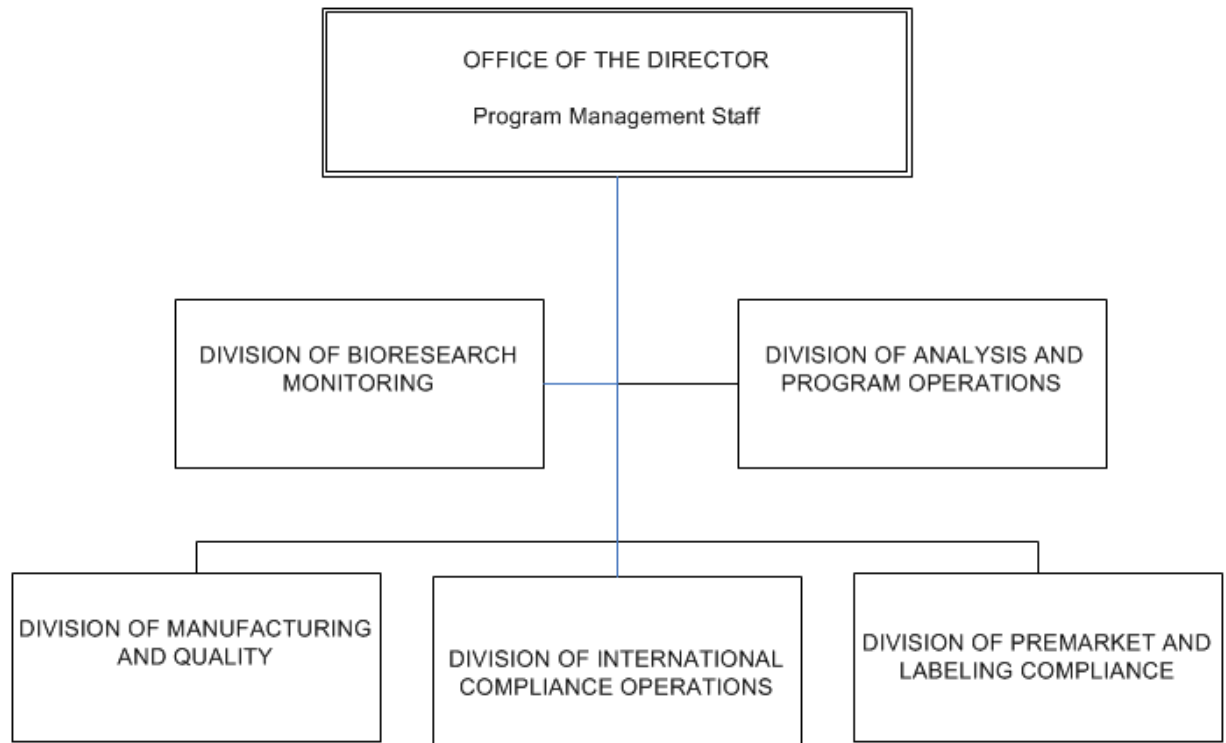 OFFICE OF THE DIRECTOR
Program Management Staff
DIVISION OF BIORESEARCH
MONITORING
DIVISION OF ANALYSIS AND
PROGRAM OPERATIONS
DIVISION OF MANUFACTURING
AND QUALITY
DIVISION OF INTERNATIONAL
COMPLIANCE OPERATIONS
DIVISION OF PREMARKET AND
LABELING COMPLIANCE